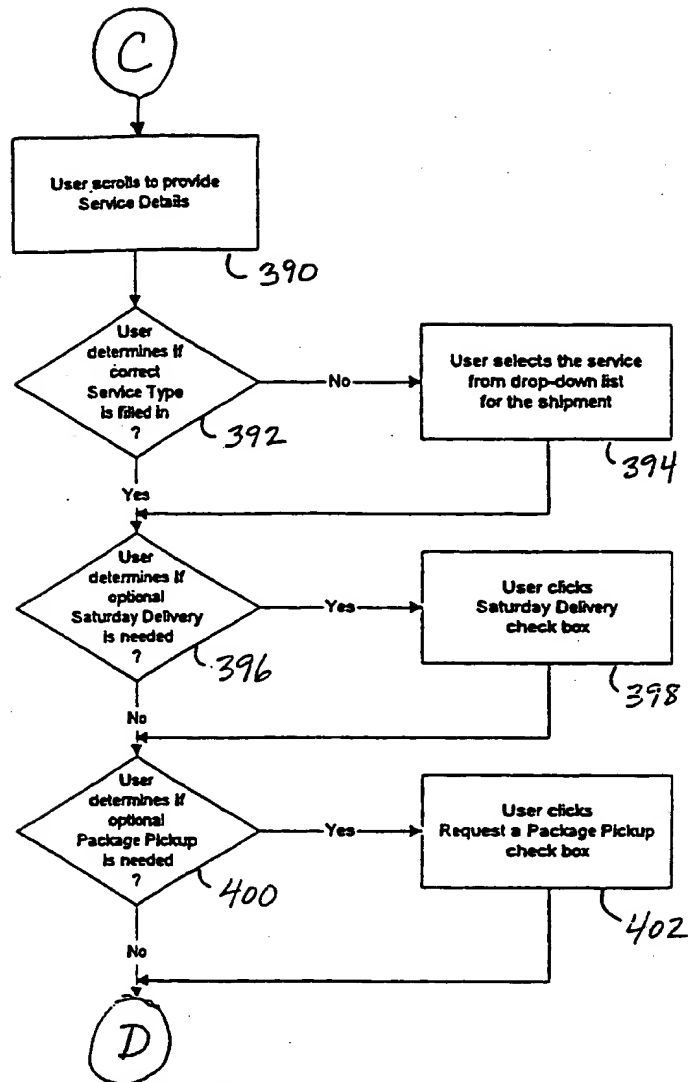 C
User scrolls to provide
Service Details
390
User
determines if
correct
Service Type
is filled in
?
392
No
User selects the service
from drop-down list
for the shipment
394
Yes
User
determines if
optional
Saturday Delivery
is needed
?
396
Yes
User clicks
Saturday Delivery
check box
398
No
User
determines if
optional
Package Pickup
is needed
?
400
Yes
User clicks
Request a Package Pickup
check box
402
No
D